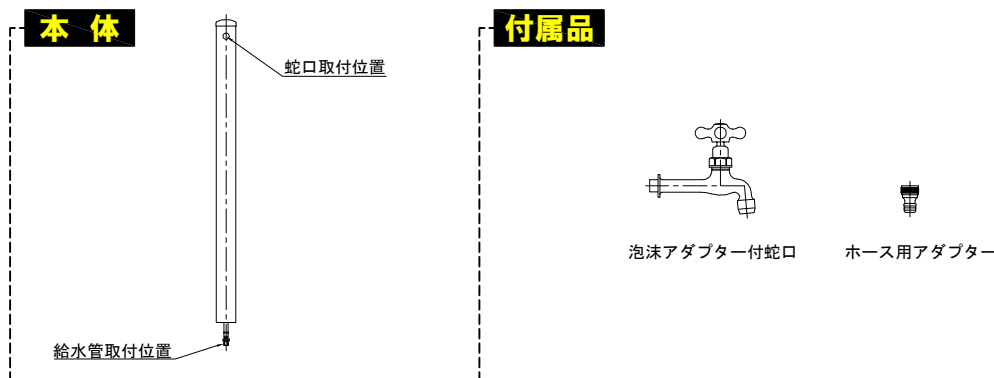 本 体
蛇口取付位置
給水管取付位置
付属品
泡沫アダプター付蛇口
ホース用アダプター